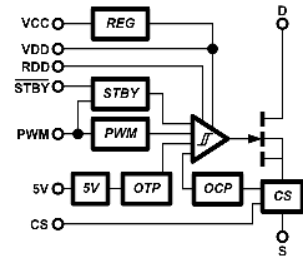 VCC REG D
VDD
RDD
STBY STBY
PWM PWM
5V 5V OTP OCP CS
CS
S